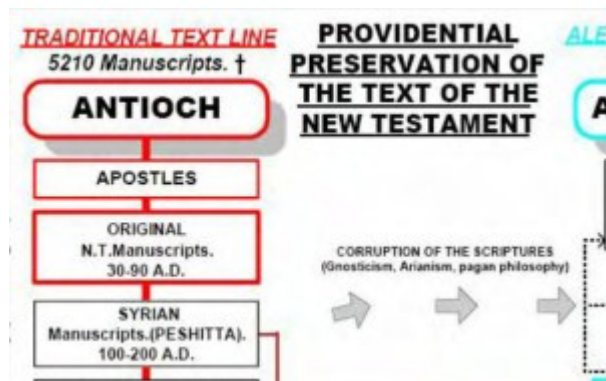 TRADITIONAL TEXT LINE
5210 Manuscripts. †
ANTIOCH
APOSTLES
ORIGINAL
N.T.Manuscripts.
30-90 A.D.
SYRIAN
Manuscripts.(PESHITTA).
100-200 A.D.
PROVIDENTIAL
PRESERVATION OF
THE TEXT OF THE
NEW TESTAMENT
CORRUPTION OF THE SCRIPTURES
(Gnosticism, Arianism, pagan philosophy)
ALE
A